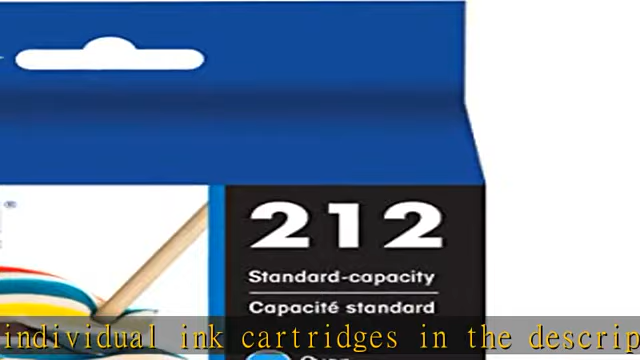 ®
212
Standard-capacity
Capacité standard
individual ink cartridges in the descrip